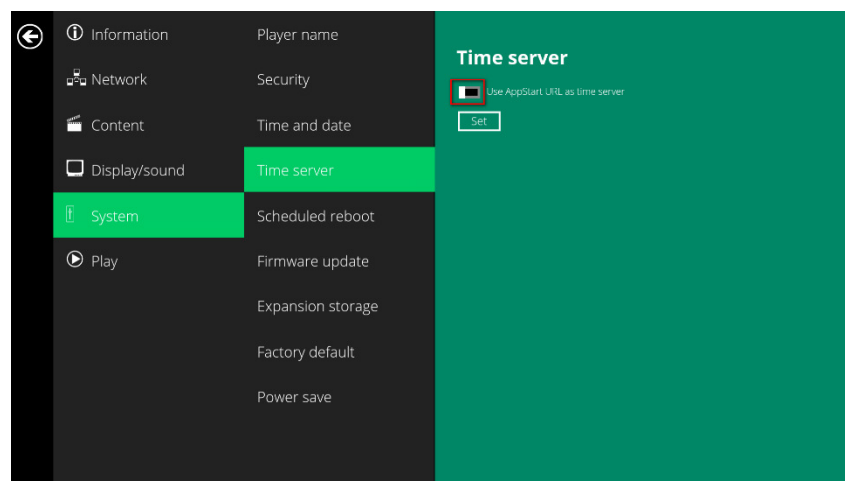 Information
Network
Content
Display/sound
System
Play
Player name
Security
Time and date
Time server
Scheduled reboot
Firmware update
Expansion storage
Factory default
Power save
Time server
Use AppStart URL as time server
Set